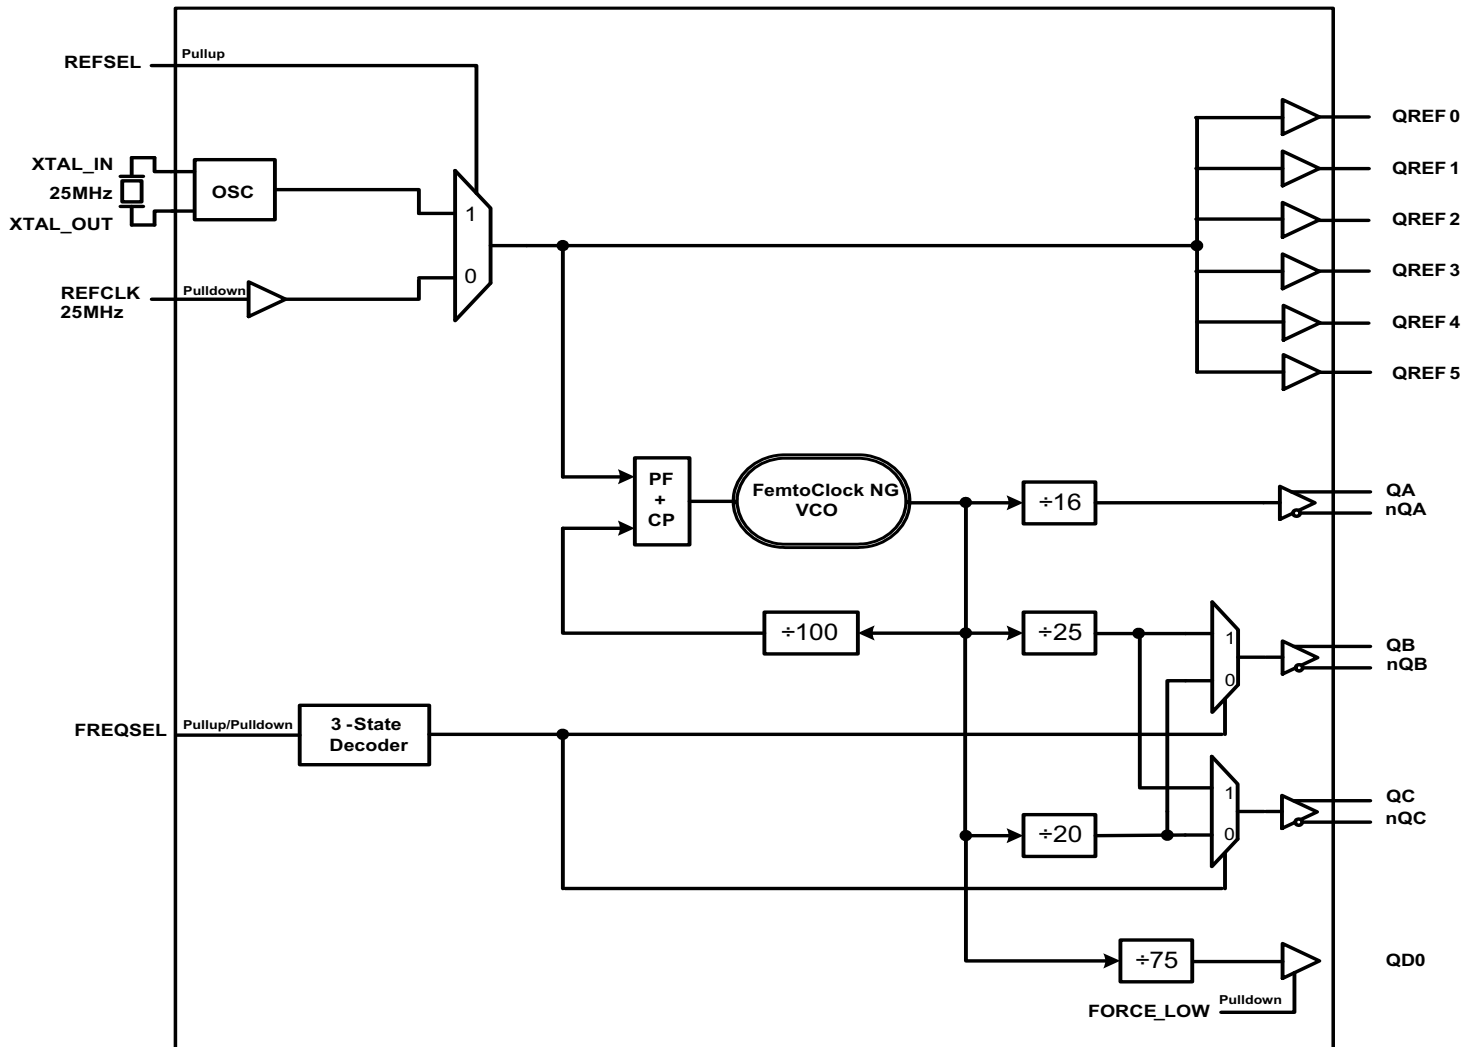 REFSEL
Pullup
XTAL_IN
25MHz
XTAL_OUT
OSC
1
0
REFCLK
25MHz
Pulldown
QREF 0
QREF 1
QREF 2
QREF 3
QREF 4
QREF 5
PF
+
CP
FemtoClock NG
VCO
÷16
QA
nQA
÷100
÷25
1
0
QB
nQB
FREQSEL
Pullup/Pulldown
3 -State
Decoder
÷20
1
0
QC
nQC
÷75
QD0
FORCE_LOW
Pulldown